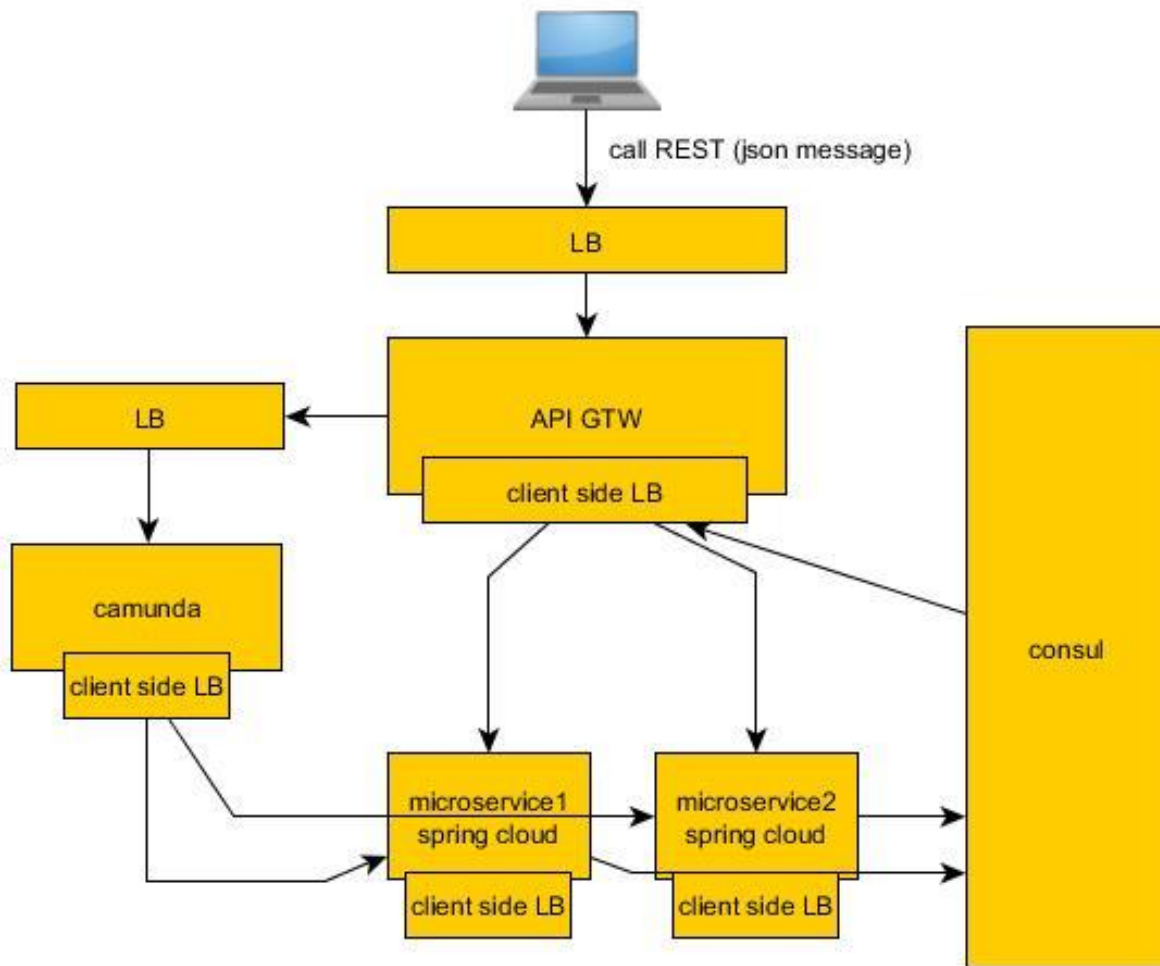 call REST (json message)
LB
API GTW
client side LB
LB
camunda
client side LB
consul
microservice1
spring cloud
client side LB
microservice2
spring cloud
client side LB